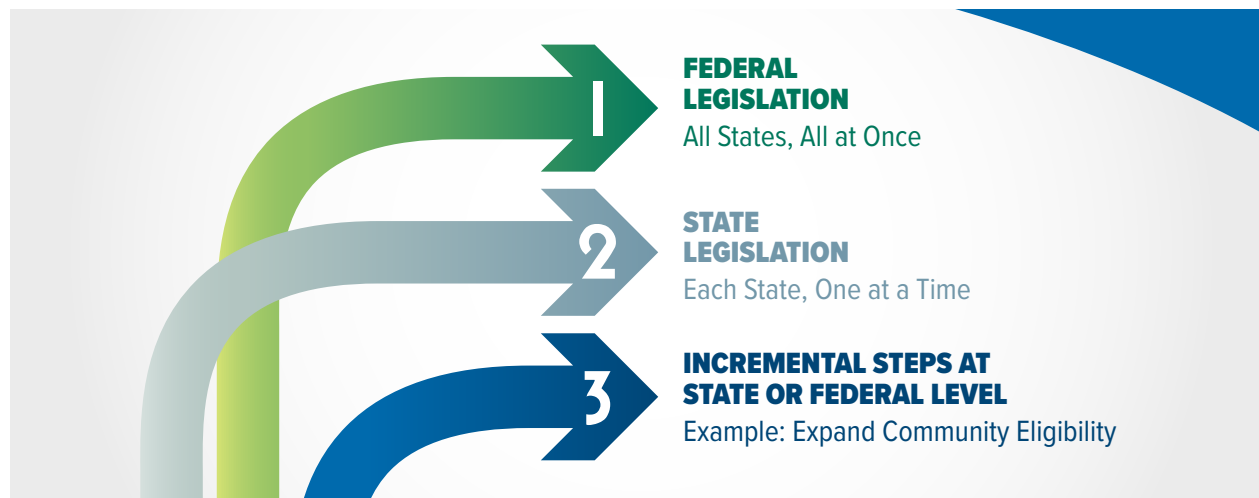 1
FEDERAL
LEGISLATION
All States, All at Once
2
STATE
LEGISLATION
Each State, One at a Time
3
INCREMENTAL STEPS AT
STATE OR FEDERAL LEVEL
Example: Expand Community Eligibility